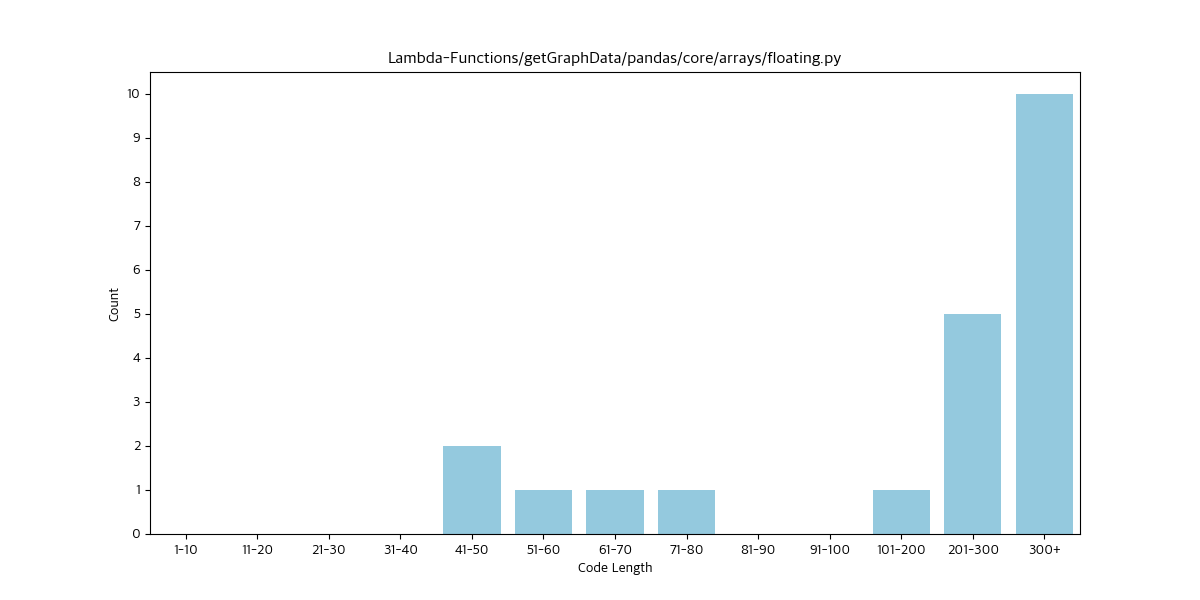 Lambda-Functions/getGraphData/pandas/core/arrays/floating.py
10
9
8
7
6
5
4
3
2
1
0
Count
1-10 11-20 21-30 31-40 41-50 51-60 61-70 71-80 81-90 91-100 101-200 201-300 300+
Code Length